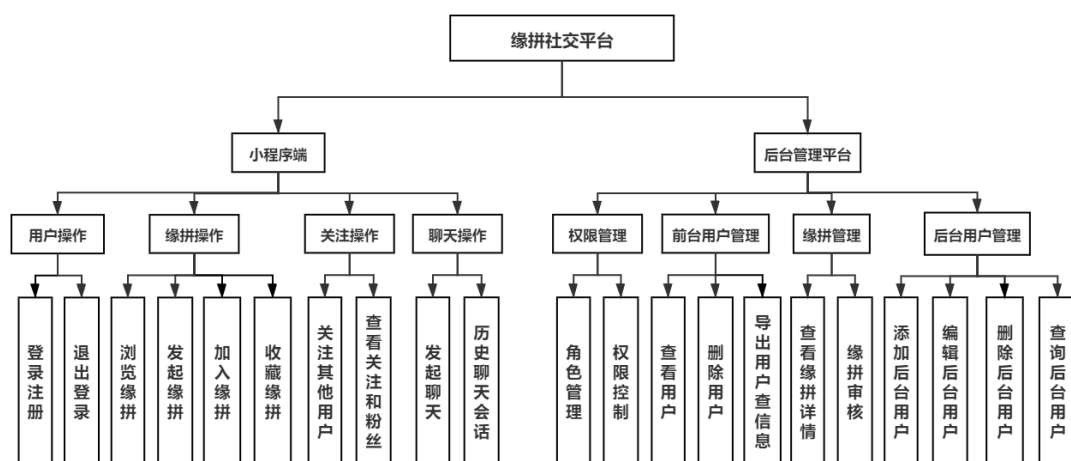 缘拼社交平台
小程序端
后台管理平台
用户操作
缘拼操作
关注操作
聊天操作
权限管理
前台用户管理
缘拼管理
后台用户管理
登录注册
退出登录
浏览缘拼
发起缘拼
加入缘拼
收藏缘拼
关注其他用户
查看关注和粉丝
发起聊天
历史聊天会话
角色管理
权限控制
查看用户
删除用户
导出用户查信息
查看缘拼详情
缘拼审核
添加后台用户
编辑后台用户
删除后台用户
查询后台用户